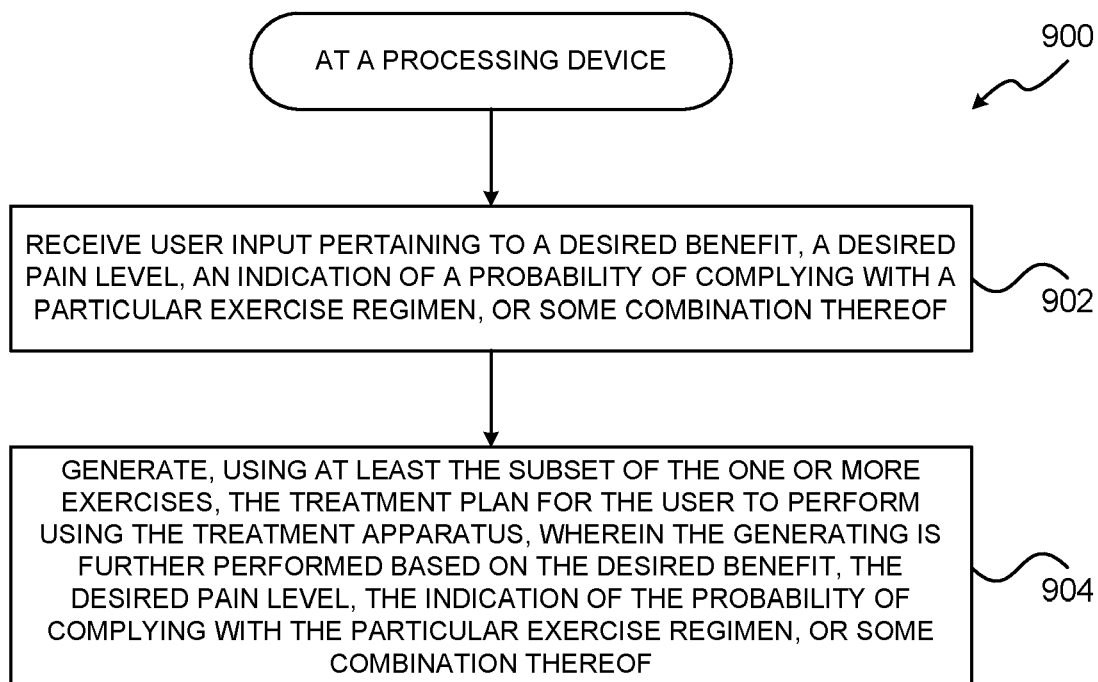 AT A PROCESSING DEVICE
900
RECEIVE USER INPUT PERTAINING TO A DESIRED BENEFIT, A DESIRED
PAIN LEVEL, AN INDICATION OF A PROBABILITY OF COMPLYING WITH A
PARTICULAR EXERCISE REGIMEN, OR SOME COMBINATION THEREOF
902
GENERATE, USING AT LEAST THE SUBSET OF THE ONE OR MORE
EXERCISES, THE TREATMENT PLAN FOR THE USER TO PERFORM
USING THE TREATMENT APPARATUS, WHEREIN THE GENERATING IS
FURTHER PERFORMED BASED ON THE DESIRED BENEFIT, THE
DESIRED PAIN LEVEL, THE INDICATION OF THE PROBABILITY OF
COMPLYING WITH THE PARTICULAR EXERCISE REGIMEN, OR SOME
COMBINATION THEREOF
904